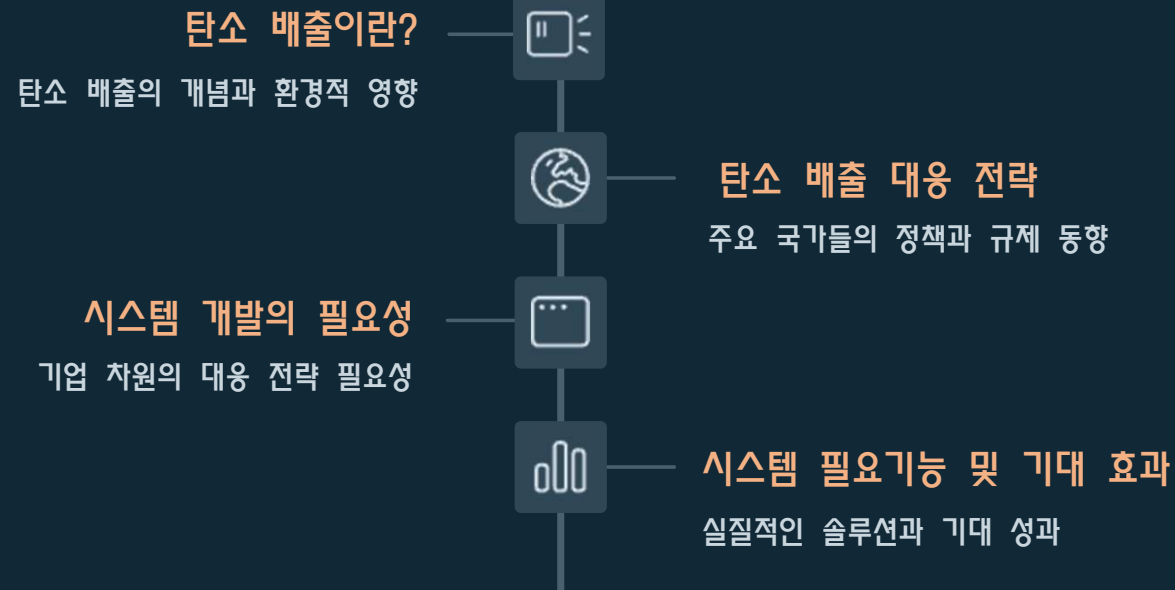 탄소 배출이란?
탄소 배출의 개념과 환경적 영향
탄소 배출 대응 전략
주요 국가들의 정책과 규제 동향
시스템 개발의 필요성
기업 차원의 대응 전략 필요성
시스템 필요기능 및 기대 효과
실질적인 솔루션과 기대 성과